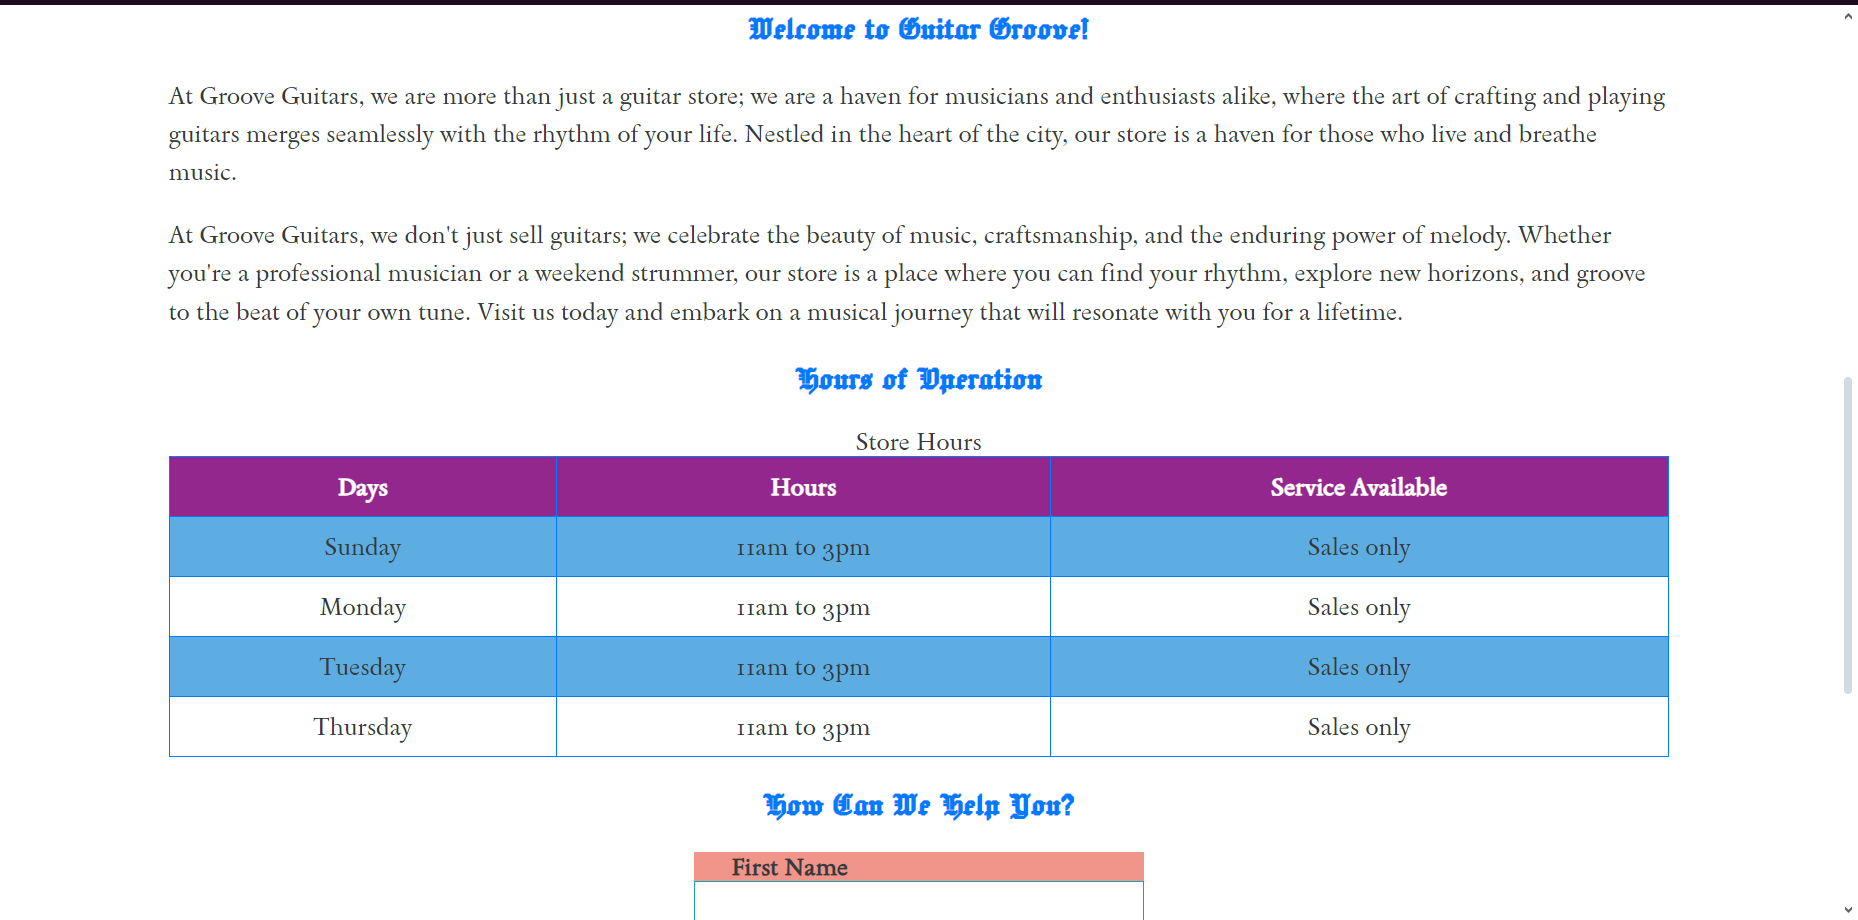 Welcome to Guitar Groove!
At Groove Guitars, we are more than just a guitar store; we are a haven for musicians and enthusiasts alike, where the art of crafting and playing
guitars merges seamlessly with the rhythm of your life. Nestled in the heart of the city, our store is a haven for those who live and breathe
music.
At Groove Guitars, we don't just sell guitars; we celebrate the beauty of music, craftsmanship, and the enduring power of melody. Whether
you're a professional musician or a weekend strummer, our store is a place where you can find your rhythm, explore new horizons, and groove
to the beat of your own tune. Visit us today and embark on a musical journey that will resonate with you for a lifetime.
Hours of Operation
Store Hours
Days Hours Service Available
Sunday 11am to 3pm Sales only
Monday 11am to 3pm Sales only
Tuesday 11am to 3pm Sales only
Thursday 11am to 3pm Sales only
How Can We Help You?
First Name